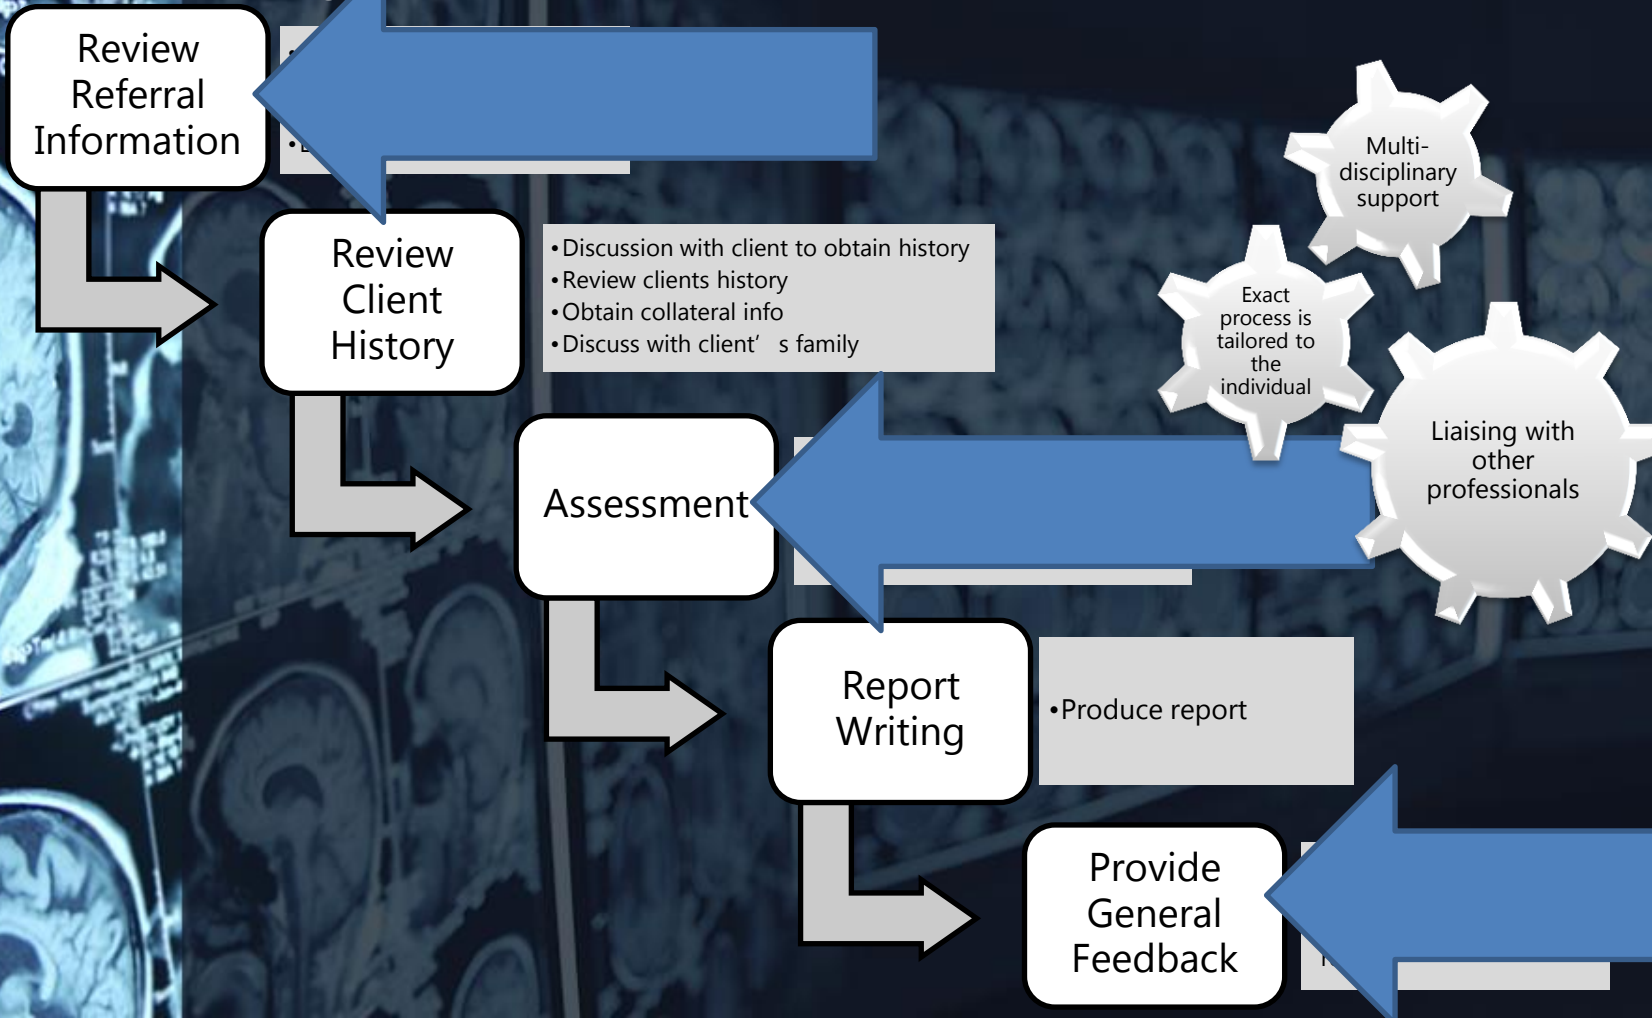 Review
Referral
Information
Review
Client
History
•Discussion with client to obtain history
•Review clients history
•Obtain collateral info
•Discuss with client’ s family
Assessment
Report
Writing
•Produce report
Provide
General
Feedback
Multi-
disciplinary
support
Exact
process is
tailored to
the
individual
Liaising with
other
professionals